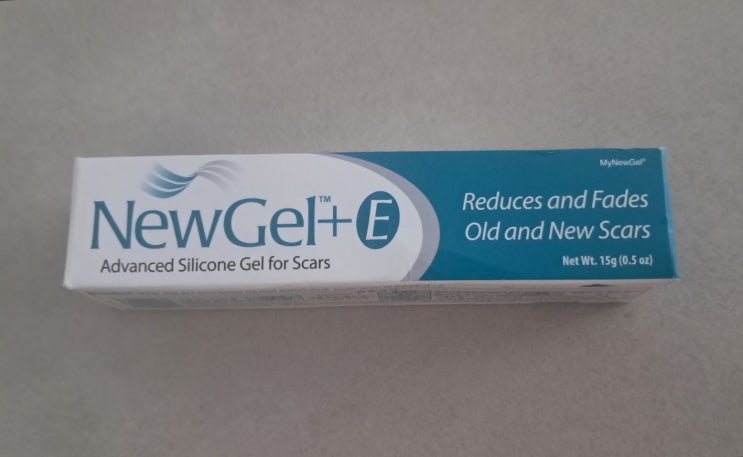 MyNewGel®
NewGel™+ E
Advanced Silicone Gel for Scars
Reduces and Fades
Old and New Scars
Net Wt. 15g (0.5 oz)